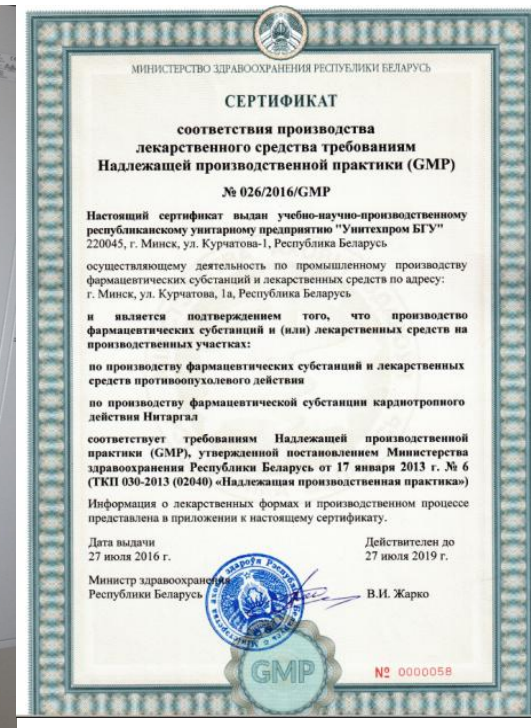 МИНИСТЕРСТВО ЗДРАВООХРАНЕНИЯ РЕСПУБЛИКИ БЕЛАРУСЬ
СЕРТИФИКАТ
соответствия производства
лекарственного средства требованиям
Надлежащей производственной практики (GMP)
№ 026/2016/GMP
Настоящий сертификат выдан учебно-научно-производственному
республиканскому унитарному предприятию "Унитехпром БГУ"
220045, г. Минск, ул. Курчатова-1, Республика Беларусь
осуществляющему деятельность по промышленному производству
фармацевтических субстанций и лекарственных средств по адресу:
г. Минск, ул. Курчатова, 1а, Республика Беларусь
и является подтверждением того, что производство
фармацевтических субстанций и (или) лекарственных средств на
производственных участках:
по производству фармацевтических субстанций и лекарственных
средств противоопухолевого действия
по производству фармацевтической субстанции кардиотропного
действия Нитаргал
соответствует требованиям Надлежащей производственной
практики (GMP), утвержденной постановлением Министерства
здравоохранения Республики Беларусь от 17 января 2013 г. № 6
(ТКП 030-2013 (02040) «Надлежащая производственная практика»)
Информация о лекарственных формах и производственном процессе
представлена в приложении к настоящему сертификату.
Дата выдачи Действителен до
27 июля 2016 г. 27 июля 2019 г.
Министр здравоохранения
Республики Беларусь В.И. Жарко
GMP
№ 0000058